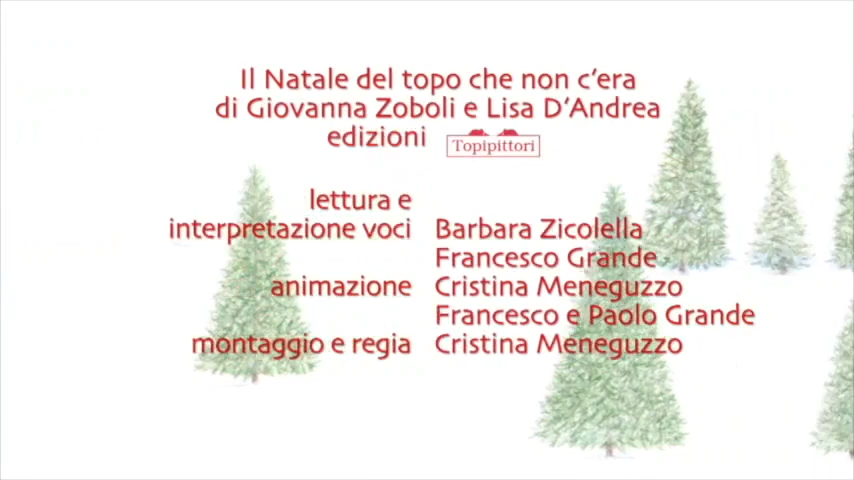 Il Natale del topo che non c'era
di Giovanna Zoboli e Lisa D'Andrea
edizioni Topipittori
lettura e
interpretazione voci Barbara Zicolella
Francesco Grande
animazione Cristina Meneguzzo
Francesco e Paolo Grande
montaggio e regia Cristina Meneguzzo